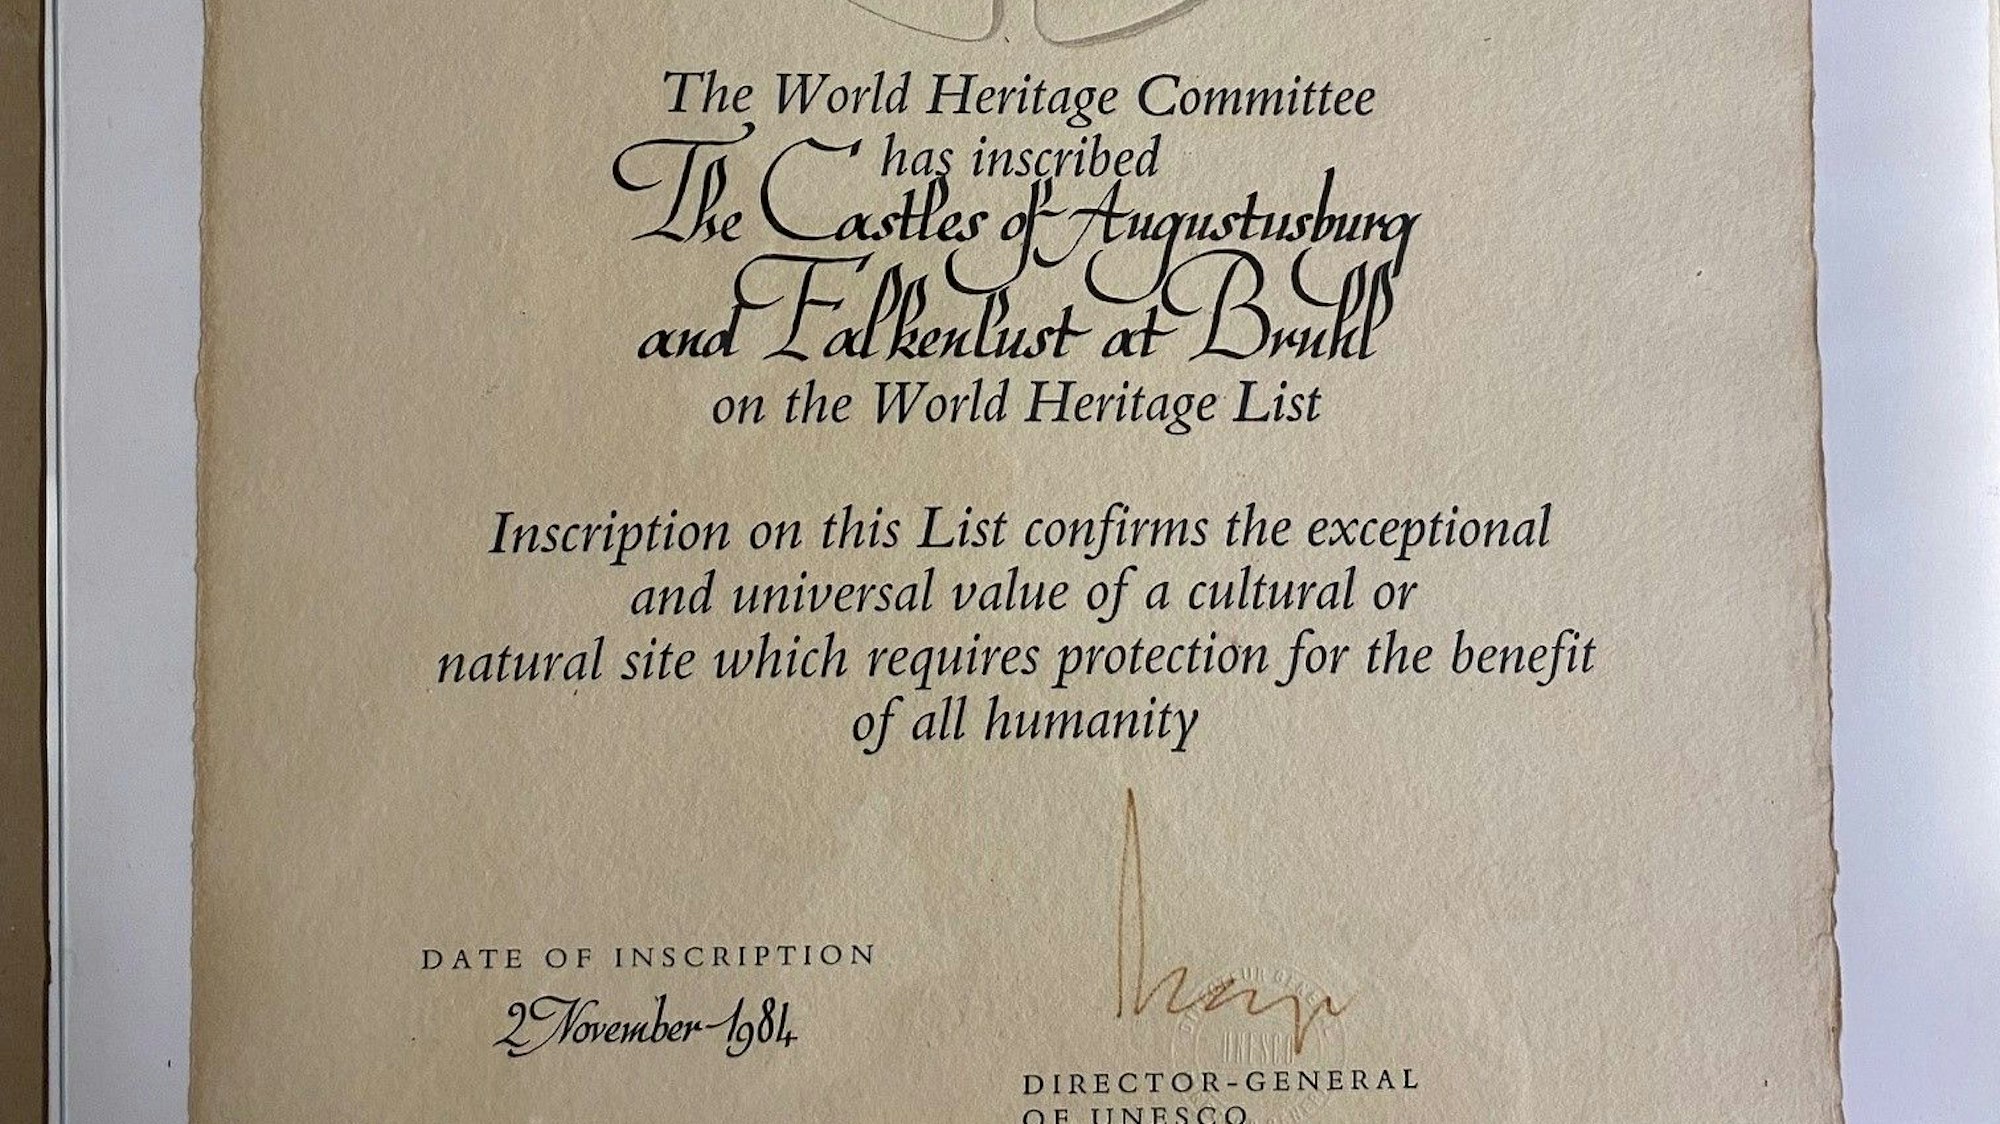 The World Heritage Committee
has inscribed
The Castles of Augustusburg
and Falkenlust at Bruhl
on the World Heritage List
Inscription on this List confirms the exceptional
and universal value of a cultural or
natural site which requires protection for the benefit
of all humanity
DATE OF INSCRIPTION
2 November 1984
UNESCO
DIRECTOR-GENERAL
OF UNESCO